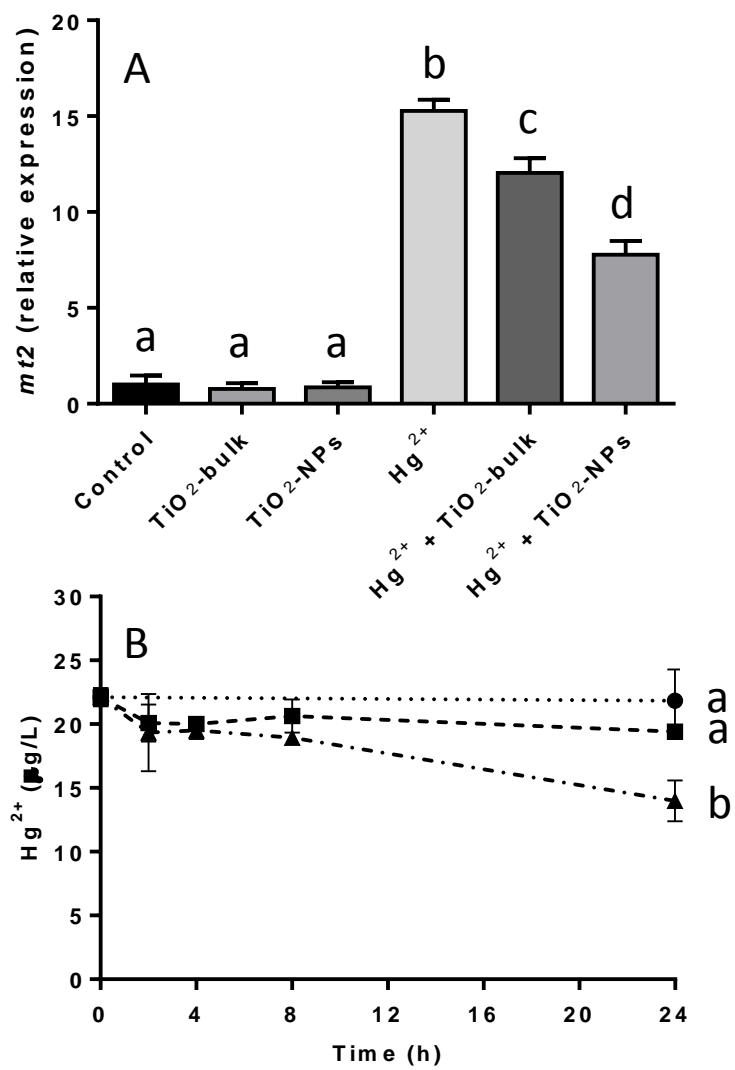 20
A
b
15
c
10
d
5
a a a
0
mt2 (relative expression)
Control
TiO2-bulk
TiO2-NPs
Hg2+
Hg2+ + TiO2-bulk
Hg2+ + TiO2-NPs
30
B
25
a
20
a
15
b
10
5
0
Hg2+ (µg/L)
0 4 8 12 16 20 24
Time (h)